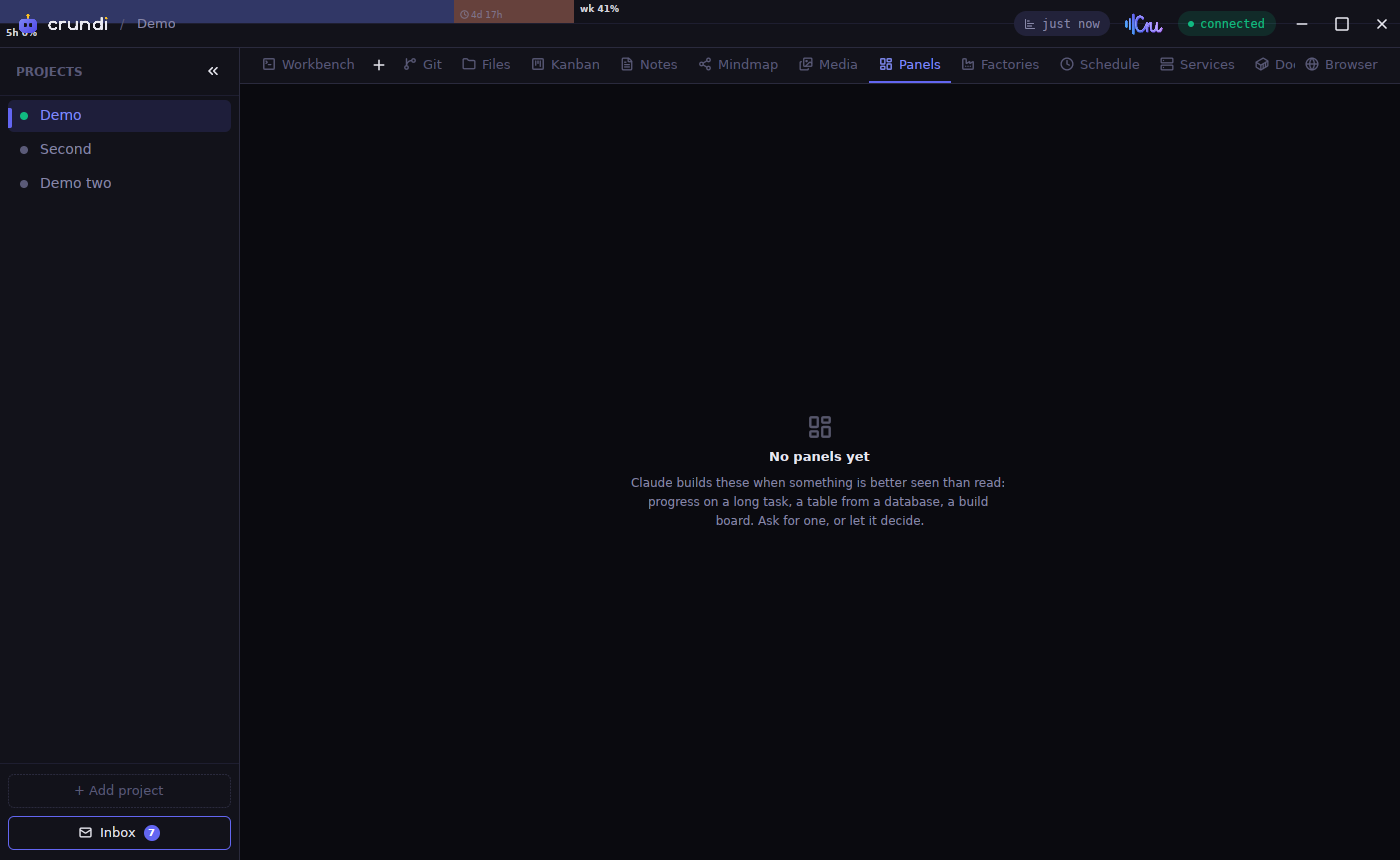 4d 17h
wk 41%
crundi / Demo
just now
Cru
connected
PROJECTS
Workbench
Git
Files
Kanban
Notes
Mindmap
Media
Panels
Factories
Schedule
Services
Browser
Demo
Second
Demo two
No panels yet
Claude builds these when something is better seen than read:
progress on a long task, a table from a database, a build
board. Ask for one, or let it decide.
+ Add project
Inbox 7